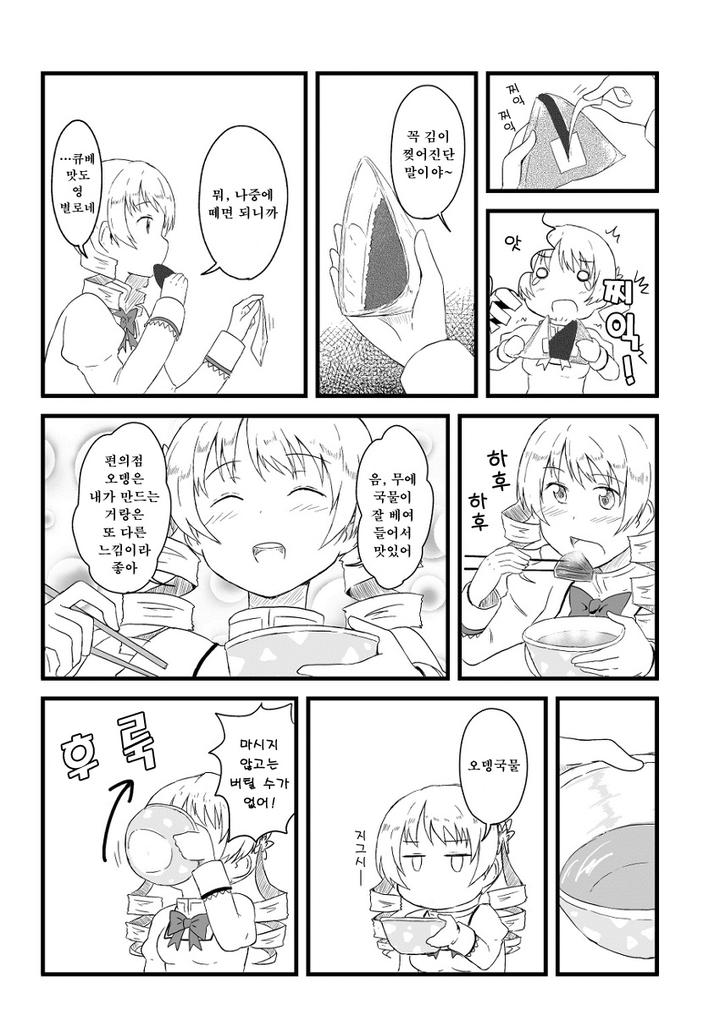 찌익
찌익
앗
찌익!
꼭 김이
찢어진단
말이야~
뭐, 나중에
떼면 되니까
…큐베
맛도
영
별로네
하후
하후
음, 무에
국물이
잘 베여
들어서
맛있어
편의점
오뎅은
내가 만드는
거랑은
또 다른
느낌이라
좋아
오뎅국물
지그시―
마시지
않고는
버틸 수가
없어!
후룩